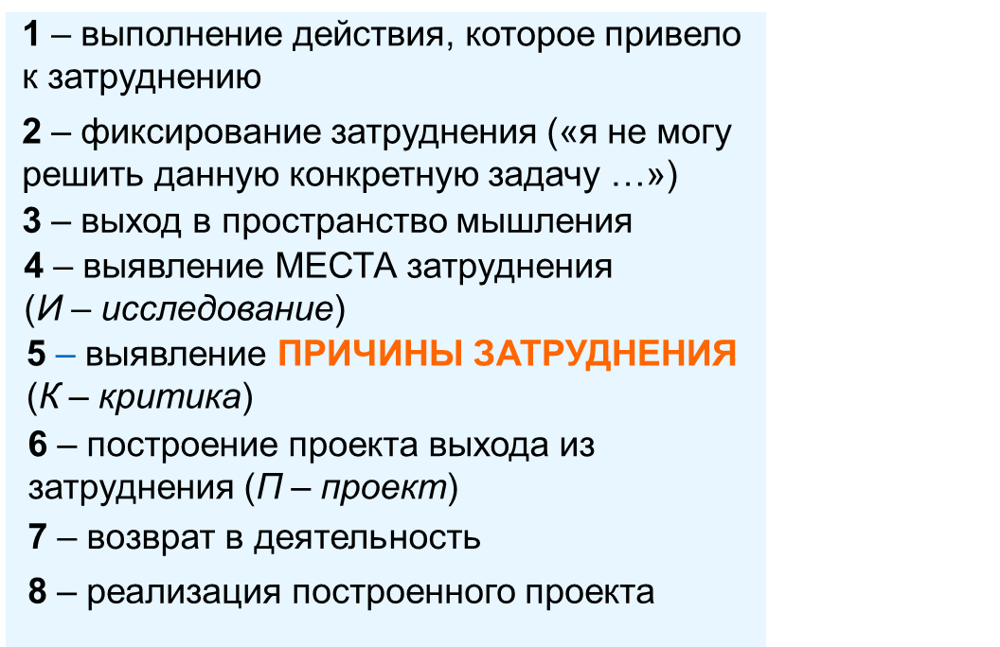 1 – выполнение действия, которое привело
к затруднению
2 – фиксирование затруднения («я не могу
решить данную конкретную задачу …»)
3 – выход в пространство мышления
4 – выявление МЕСТА затруднения
(И – исследование)
5 – выявление ПРИЧИНЫ ЗАТРУДНЕНИЯ
(К – критика)
6 – построение проекта выхода из
затруднения (П – проект)
7 – возврат в деятельность
8 – реализация построенного проекта